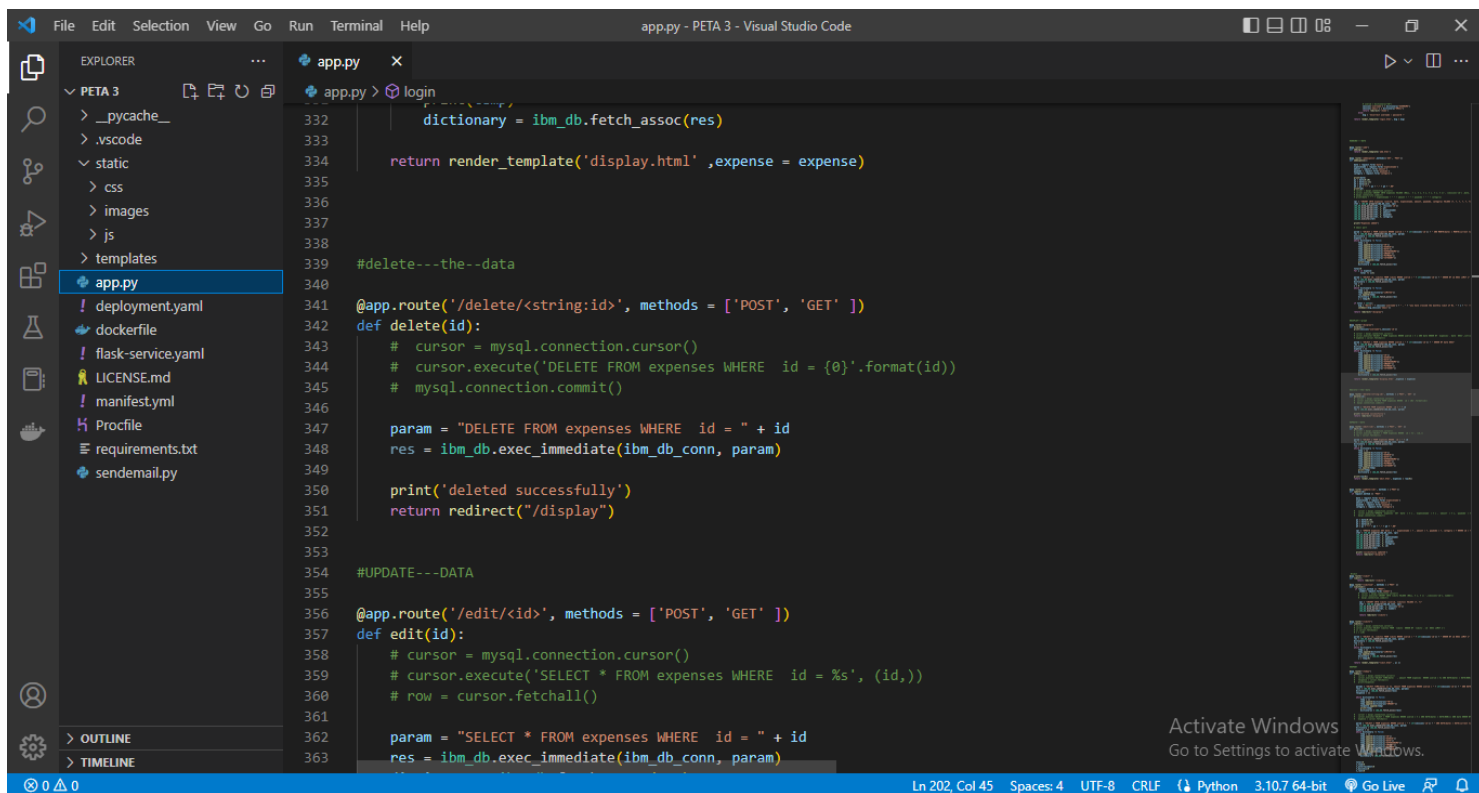 File Edit Selection View Go Run Terminal Help
app.py - PETA 3 - Visual Studio Code
EXPLORER
PETA 3
__pycache__
.vscode
static
css
images
js
templates
app.py
deployment.yaml
dockerfile
flask-service.yaml
LICENSE.md
manifest.yml
Procfile
requirements.txt
sendemail.py
OUTLINE
TIMELINE
app.py
app.py > login
332 dictionary = ibm_db.fetch_assoc(res)
333
334 return render_template('display.html' ,expense = expense)
335
336
337
338
339 #delete---the--data
340
341 @app.route('/delete/<string:id>', methods = ['POST', 'GET' ])
342 def delete(id):
343 #  cursor = mysql.connection.cursor()
344 #  cursor.execute('DELETE FROM expenses WHERE  id = {0}'.format(id))
345 #  mysql.connection.commit()
346
347 param = "DELETE FROM expenses WHERE  id = " + id
348 res = ibm_db.exec_immediate(ibm_db_conn, param)
349
350 print('deleted successfully')
351 return redirect("/display")
352
353
354 #UPDATE---DATA
355
356 @app.route('/edit/<id>', methods = ['POST', 'GET' ])
357 def edit(id):
358 # cursor = mysql.connection.cursor()
359 # cursor.execute('SELECT * FROM expenses WHERE  id = %s', (id,))
360 # row = cursor.fetchall()
361
362 param = "SELECT * FROM expenses WHERE  id = " + id
363 res = ibm_db.exec_immediate(ibm_db_conn, param)
Activate Windows
Go to Settings to activate Windows.
0 0
Ln 202, Col 45 Spaces: 4 UTF-8 CRLF Python 3.10.7 64-bit Go Live